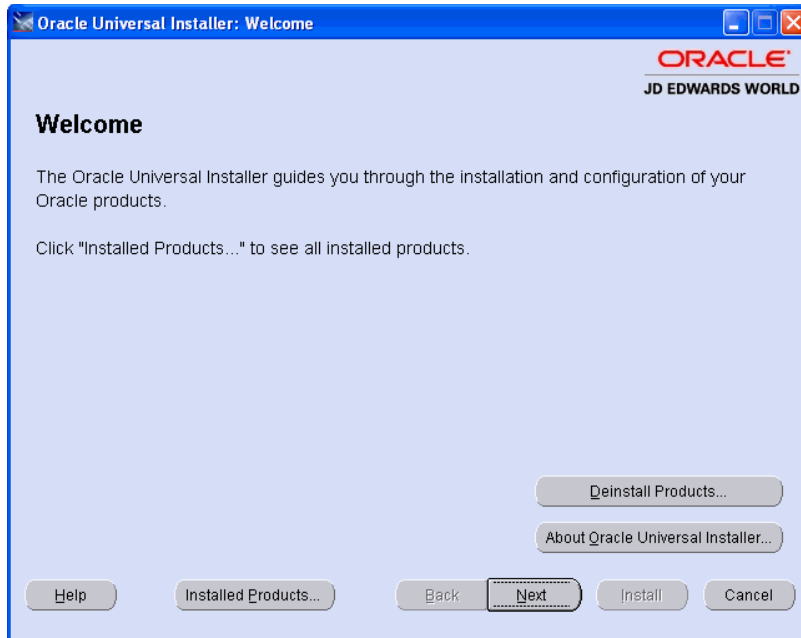 Oracle Universal Installer: Welcome
ORACLE
JD EDWARDS WORLD
Welcome
The Oracle Universal Installer guides you through the installation and configuration of your
Oracle products.
Click "Installed Products..." to see all installed products.
Deinstall Products...
About Oracle Universal Installer...
Help
Installed Products...
Back
Next
Install
Cancel